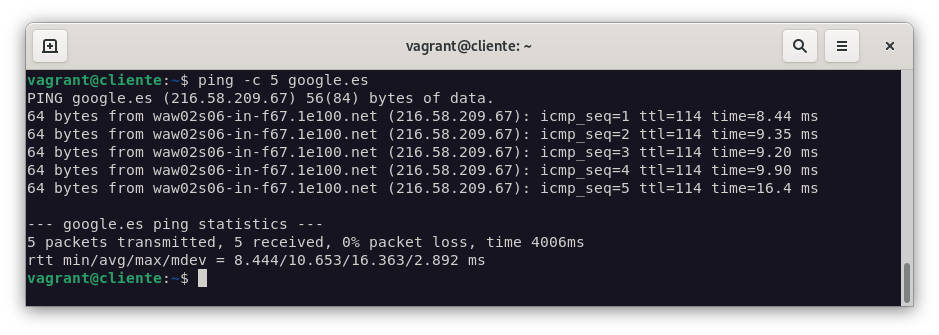 vagrant@cliente: ~
vagrant@cliente:~$ ping -c 5 google.es
PING google.es (216.58.209.67) 56(84) bytes of data.
64 bytes from waw02s06-in-f67.1e100.net (216.58.209.67): icmp_seq=1 ttl=114 time=8.44 ms
64 bytes from waw02s06-in-f67.1e100.net (216.58.209.67): icmp_seq=2 ttl=114 time=9.35 ms
64 bytes from waw02s06-in-f67.1e100.net (216.58.209.67): icmp_seq=3 ttl=114 time=9.20 ms
64 bytes from waw02s06-in-f67.1e100.net (216.58.209.67): icmp_seq=4 ttl=114 time=9.90 ms
64 bytes from waw02s06-in-f67.1e100.net (216.58.209.67): icmp_seq=5 ttl=114 time=16.4 ms
--- google.es ping statistics ---
5 packets transmitted, 5 received, 0% packet loss, time 4006ms
rtt min/avg/max/mdev = 8.444/10.653/16.363/2.892 ms
vagrant@cliente:~$